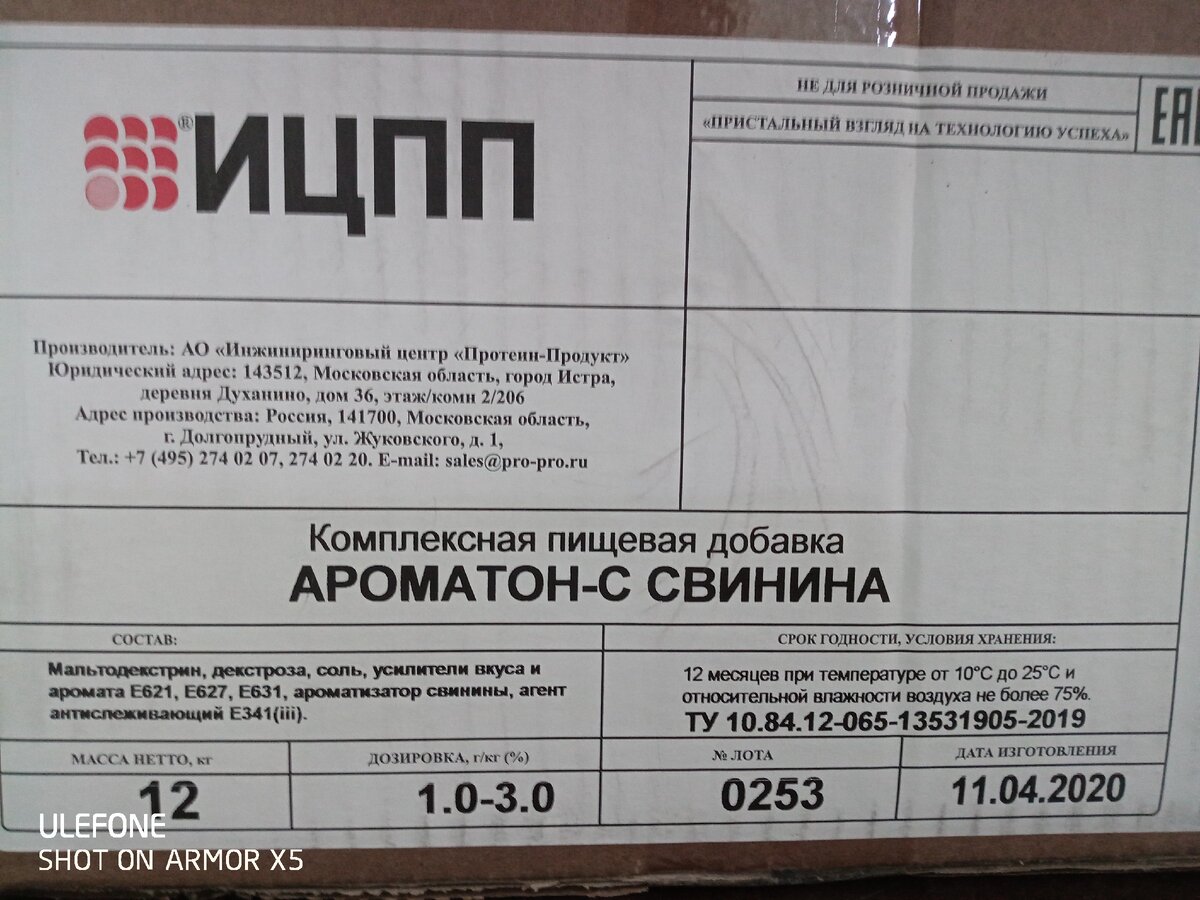 ®ИЦПП
НЕ ДЛЯ РОЗНИЧНОЙ ПРОДАЖИ
«ПРИСТАЛЬНЫЙ ВЗГЛЯД НА ТЕХНОЛОГИЮ УСПЕХА»
EAC
Производитель: АО «Инжиниринговый центр «Протеин-Продукт»
Юридический адрес: 143512, Московская область, город Истра,
деревня Духанино, дом 36, этаж/комн 2/206
Адрес производства: Россия, 141700, Московская область,
г. Долгопрудный, ул. Жуковского, д. 1,
Тел.: +7 (495) 274 02 07, 274 02 20. E-mail: sales@pro-pro.ru
Комплексная пищевая добавка
АРОМАТОН-С СВИНИНА
СОСТАВ:
Мальтодекстрин, декстроза, соль, усилители вкуса и
аромата Е621, Е627, Е631, ароматизатор свинины, агент
антислеживающий Е341(iii).
СРОК ГОДНОСТИ, УСЛОВИЯ ХРАНЕНИЯ:
12 месяцев при температуре от 10°С до 25°С и
относительной влажности воздуха не более 75%.
ТУ 10.84.12-065-13531905-2019
МАССА НЕТТО, кг
12
ДОЗИРОВКА, г/кг (%)
1.0-3.0
№ ЛОТА
0253
ДАТА ИЗГОТОВЛЕНИЯ
11.04.2020
ULEFONE
SHOT ON ARMOR X5